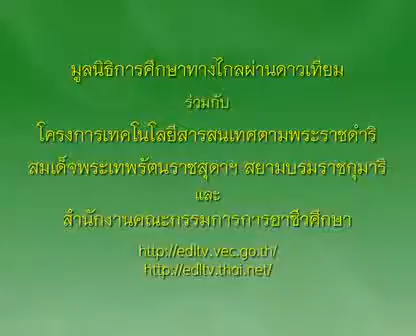 มูลนิธิการศึกษาทางไกลผ่านดาวเทียม
ร่วมกับ
โครงการเทคโนโลยีสารสนเทศตามพระราชดำริ
สมเด็จพระเทพรัตนราชสุดาฯ สยามบรมราชกุมารี
และ
สำนักงานคณะกรรมการการอาชีวศึกษา
http://edltv.vec.go.th/
http://edltv.thai.net/